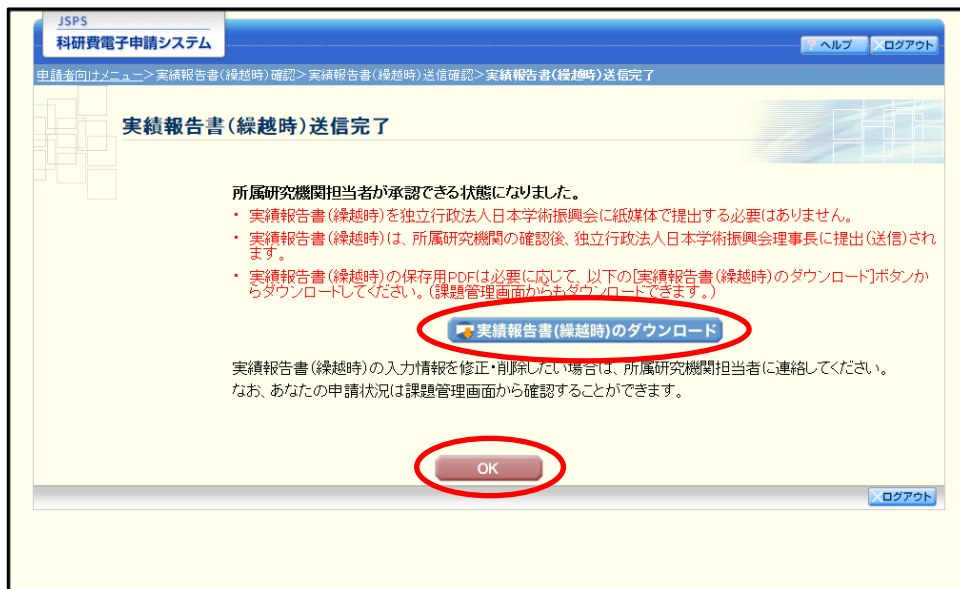 JSPS
科研費電子申請システム
? ヘルプ
ログアウト
申請者向けメニュー>実績報告書(繰越時)確認>実績報告書(繰越時)送信確認>実績報告書(繰越時)送信完了
実績報告書(繰越時)送信完了
所属研究機関担当者が承認できる状態になりました。
・ 実績報告書(繰越時)を独立行政法人日本学術振興会に紙媒体で提出する必要はありません。
・ 実績報告書(繰越時)は、所属研究機関の確認後、独立行政法人日本学術振興会理事長に提出(送信)され
ます。
・ 実績報告書(繰越時)の保存用PDFは必要に応じて、以下の[実績報告書(繰越時)のダウンロード]ボタンか
らダウンロードしてください。(課題管理画面からもダウンロードできます。)
実績報告書(繰越時)のダウンロード
実績報告書(繰越時)の入力情報を修正・削除したい場合は、所属研究機関担当者に連絡してください。
なお、あなたの申請状況は課題管理画面から確認することができます。
OK
ログアウト